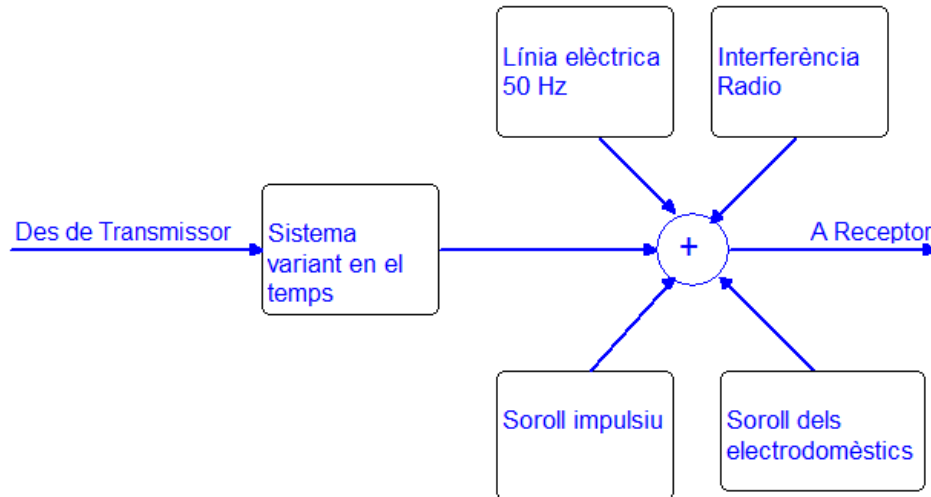 Línia elèctrica
50 Hz
Interferència
Radio
Des de Transmissor
Sistema
variant en el
temps
+
A Receptor
Soroll impulsiu
Soroll dels
electrodomèstics